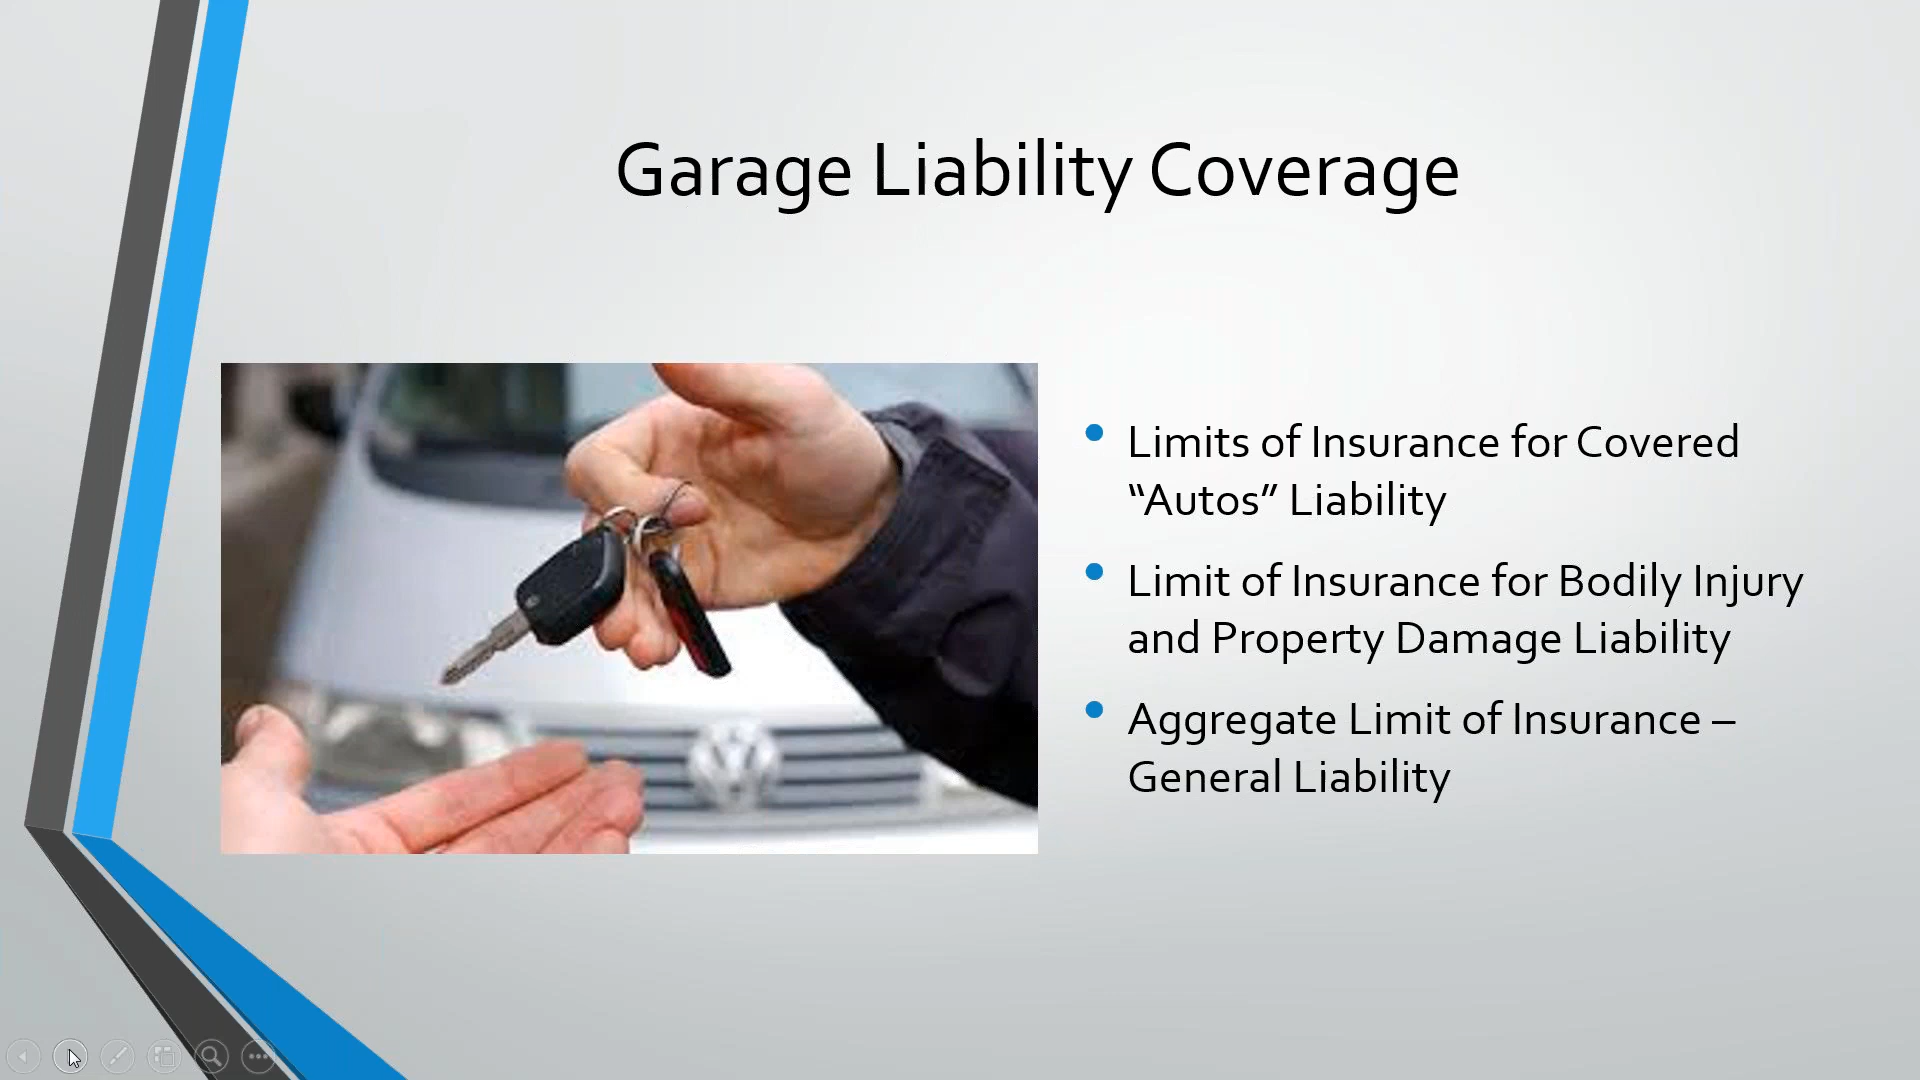 Garage Liability Coverage
• Limits of Insurance for Covered
“Autos” Liability
• Limit of Insurance for Bodily Injury
and Property Damage Liability
• Aggregate Limit of Insurance –
General Liability